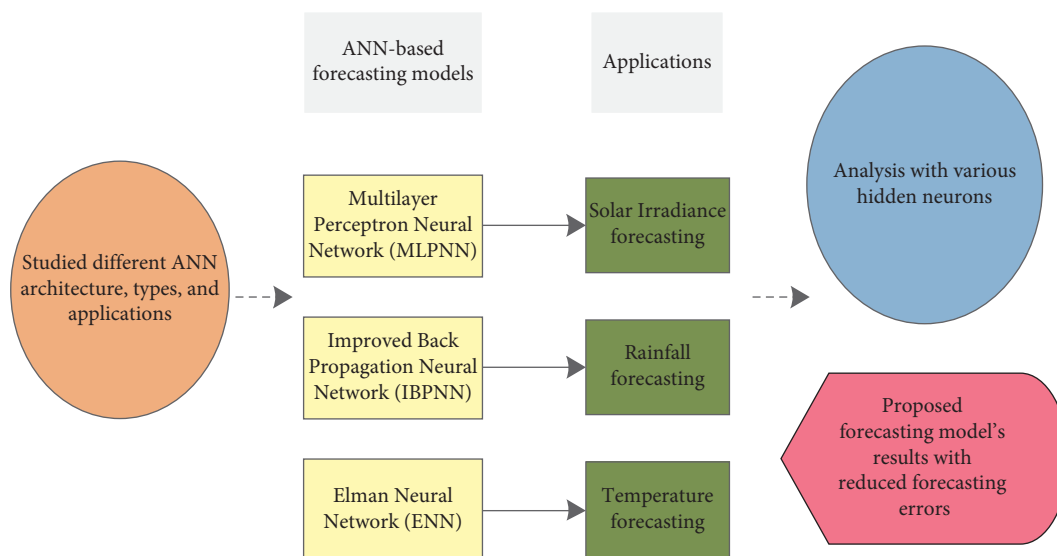 Studied different ANN
architecture, types, and
applications
ANN-based
forecasting models
Multilayer
Perceptron Neural
Network (MLPNN)
Improved Back
Propagation Neural
Network (IBPNN)
Elman Neural
Network (ENN)
Applications
Solar Irradiance
forecasting
Rainfall
forecasting
Temperature
forecasting
Analysis with various
hidden neurons
Proposed
forecasting model’s
results with
reduced forecasting
errors